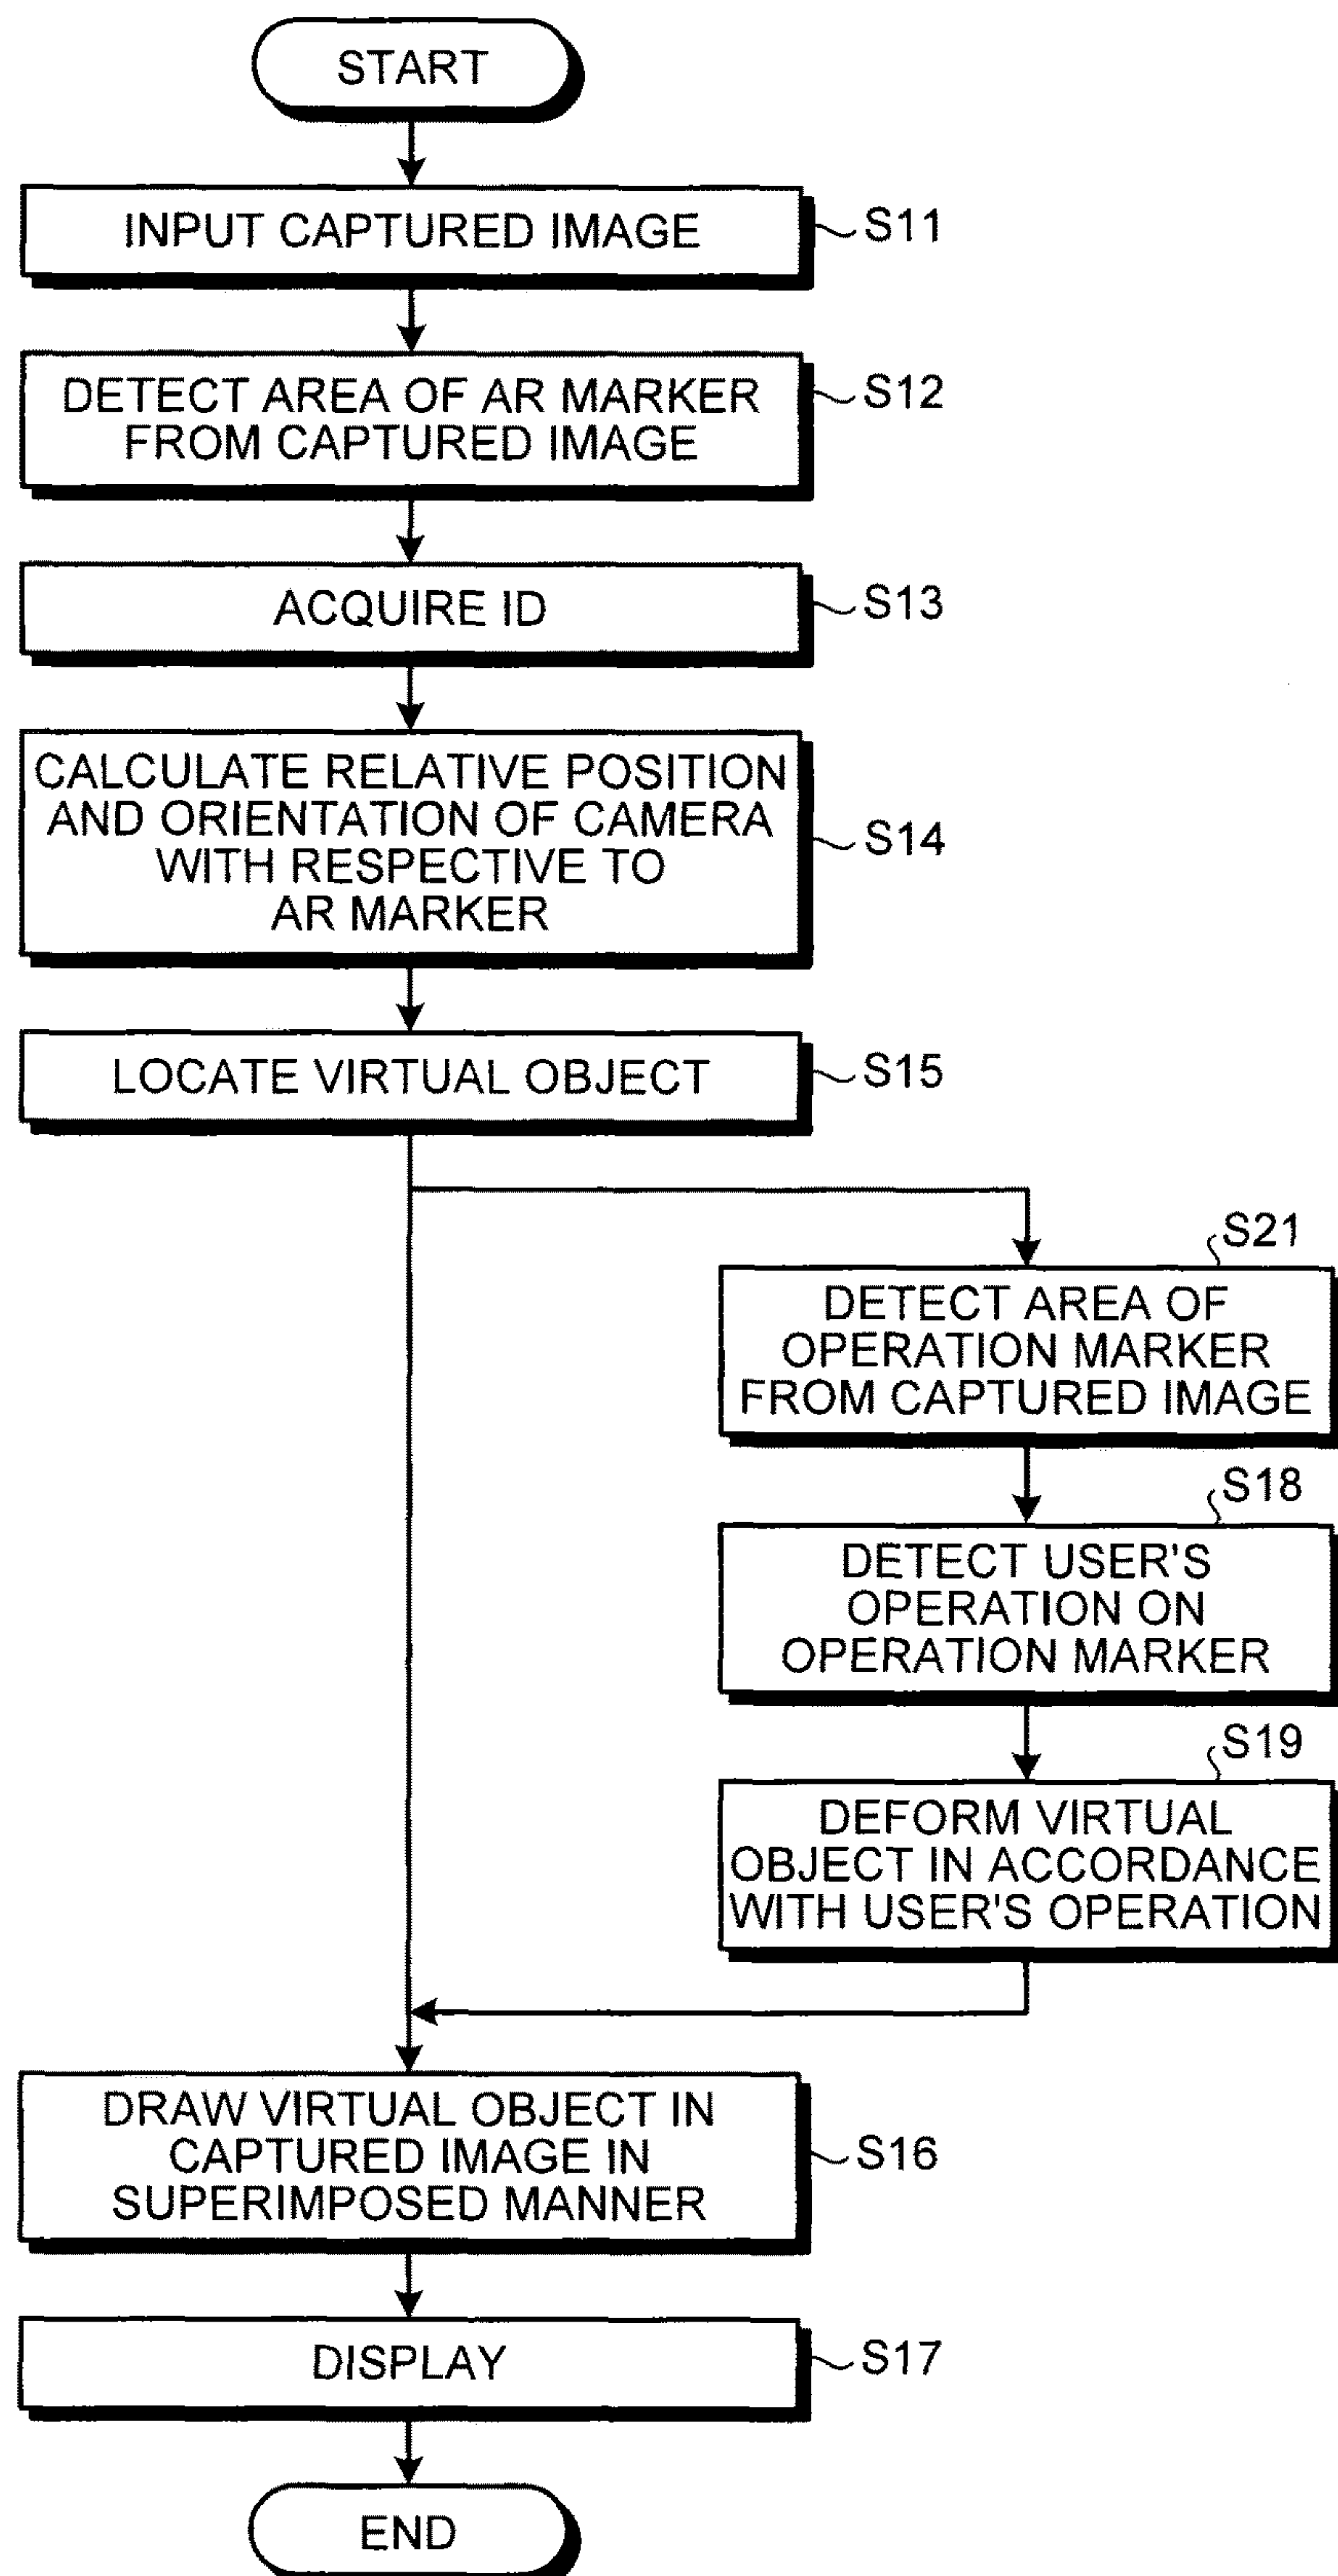 START
INPUT CAPTURED IMAGE
S11
DETECT AREA OF AR MARKER
FROM CAPTURED IMAGE
S12
ACQUIRE ID
S13
CALCULATE RELATIVE POSITION
AND ORIENTATION OF CAMERA
WITH RESPECTIVE TO
AR MARKER
S14
LOCATE VIRTUAL OBJECT
S15
S21
DETECT AREA OF
OPERATION MARKER
FROM CAPTURED IMAGE
S18
DETECT USER'S
OPERATION ON
OPERATION MARKER
S19
DEFORM VIRTUAL
OBJECT IN ACCORDANCE
WITH USER'S OPERATION
DRAW VIRTUAL OBJECT IN
CAPTURED IMAGE IN
SUPERIMPOSED MANNER
S16
DISPLAY
S17
END